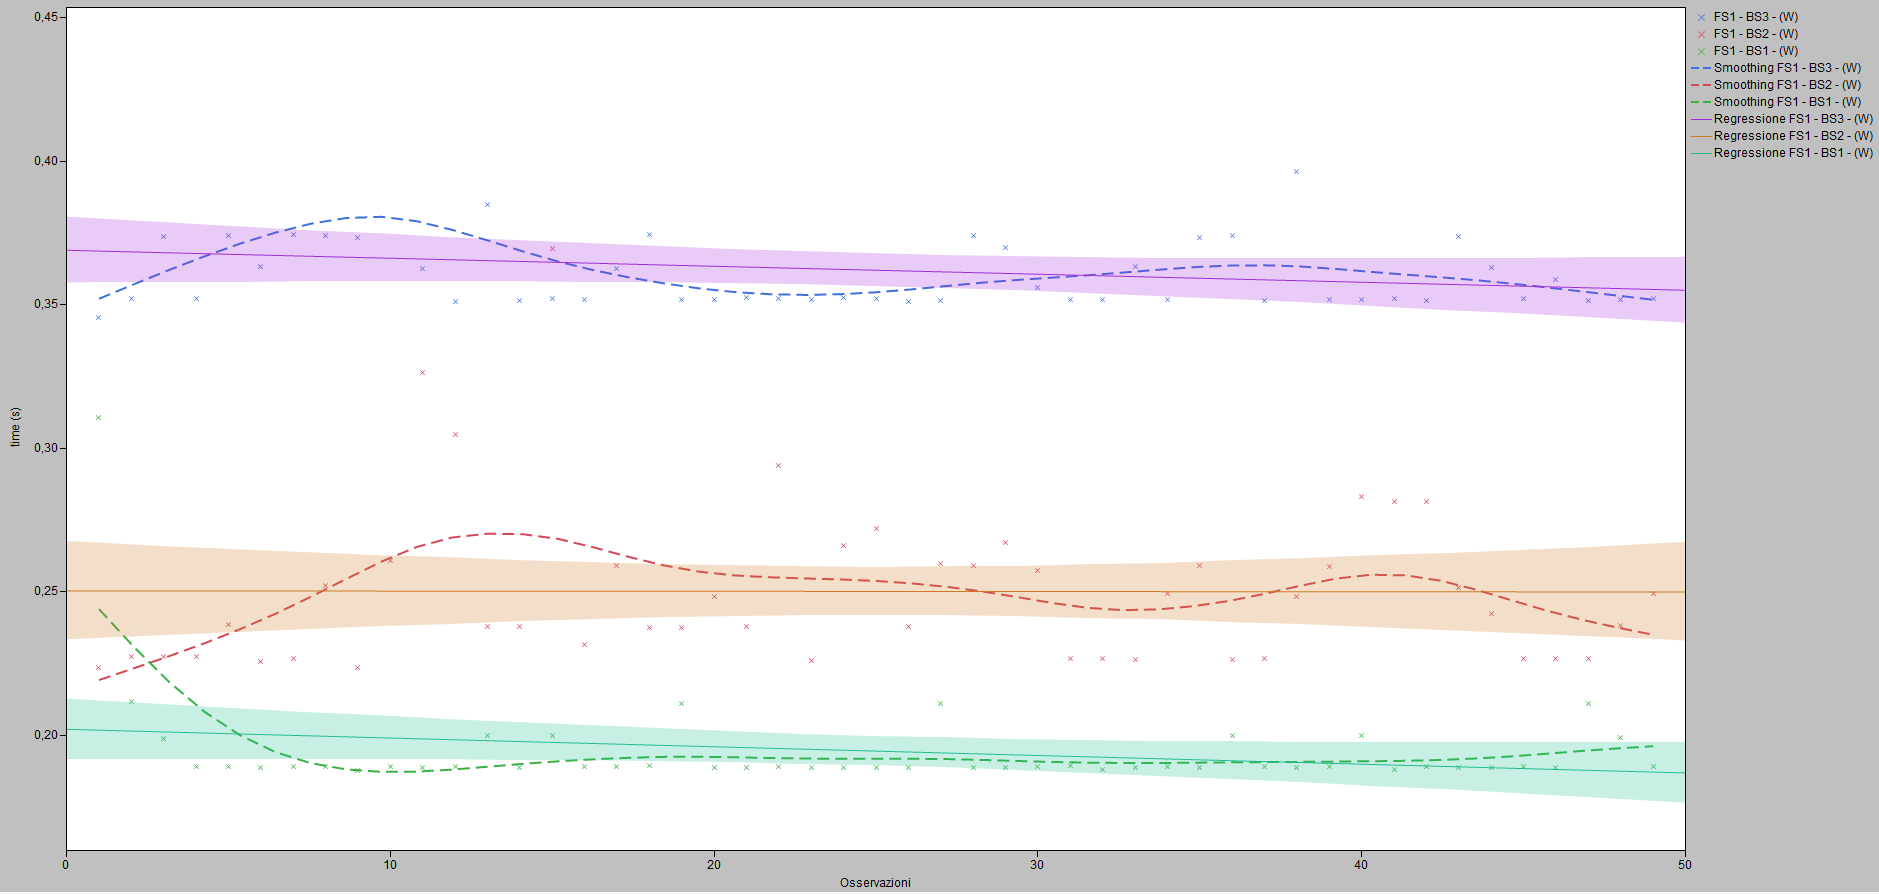 0,45
0,40
0,35
0,30
0,25
0,20
time (s)
0 10 20 30 40 50
Osservazioni
FS1 - BS3 - (W)
FS1 - BS2 - (W)
FS1 - BS1 - (W)
Smoothing FS1 - BS3 - (W)
Smoothing FS1 - BS2 - (W)
Smoothing FS1 - BS1 - (W)
Regressione FS1 - BS3 - (W)
Regressione FS1 - BS2 - (W)
Regressione FS1 - BS1 - (W)